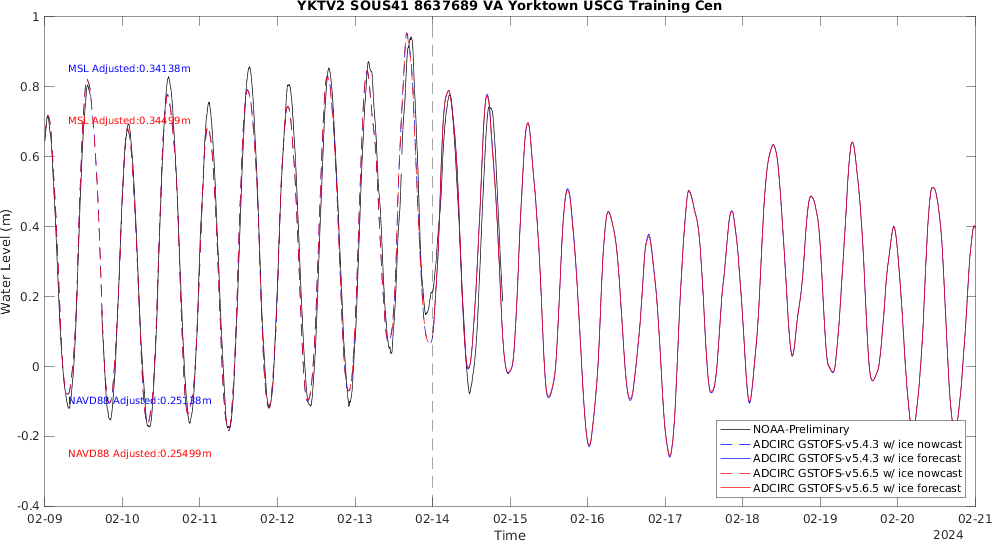 YKTV2 SOUS41 8637689 VA Yorktown USCG Training Cen
1
0.8
0.6
0.4
0.2
0
-0.2
-0.4
Water Level (m)
MSL Adjusted:0.34138m
MSL Adjusted:0.34499m
NAVD88 Adjusted:0.25138m
NAVD88 Adjusted:0.25499m
NOAA-Preliminary
ADCIRC GSTOFS-v5.4.3 w/ ice nowcast
ADCIRC GSTOFS-v5.4.3 w/ ice forecast
ADCIRC GSTOFS-v5.6.5 w/ ice nowcast
ADCIRC GSTOFS-v5.6.5 w/ ice forecast
02-09 02-10 02-11 02-12 02-13 02-14 02-15 02-16 02-17 02-18 02-19 02-20 02-21
Time
2024